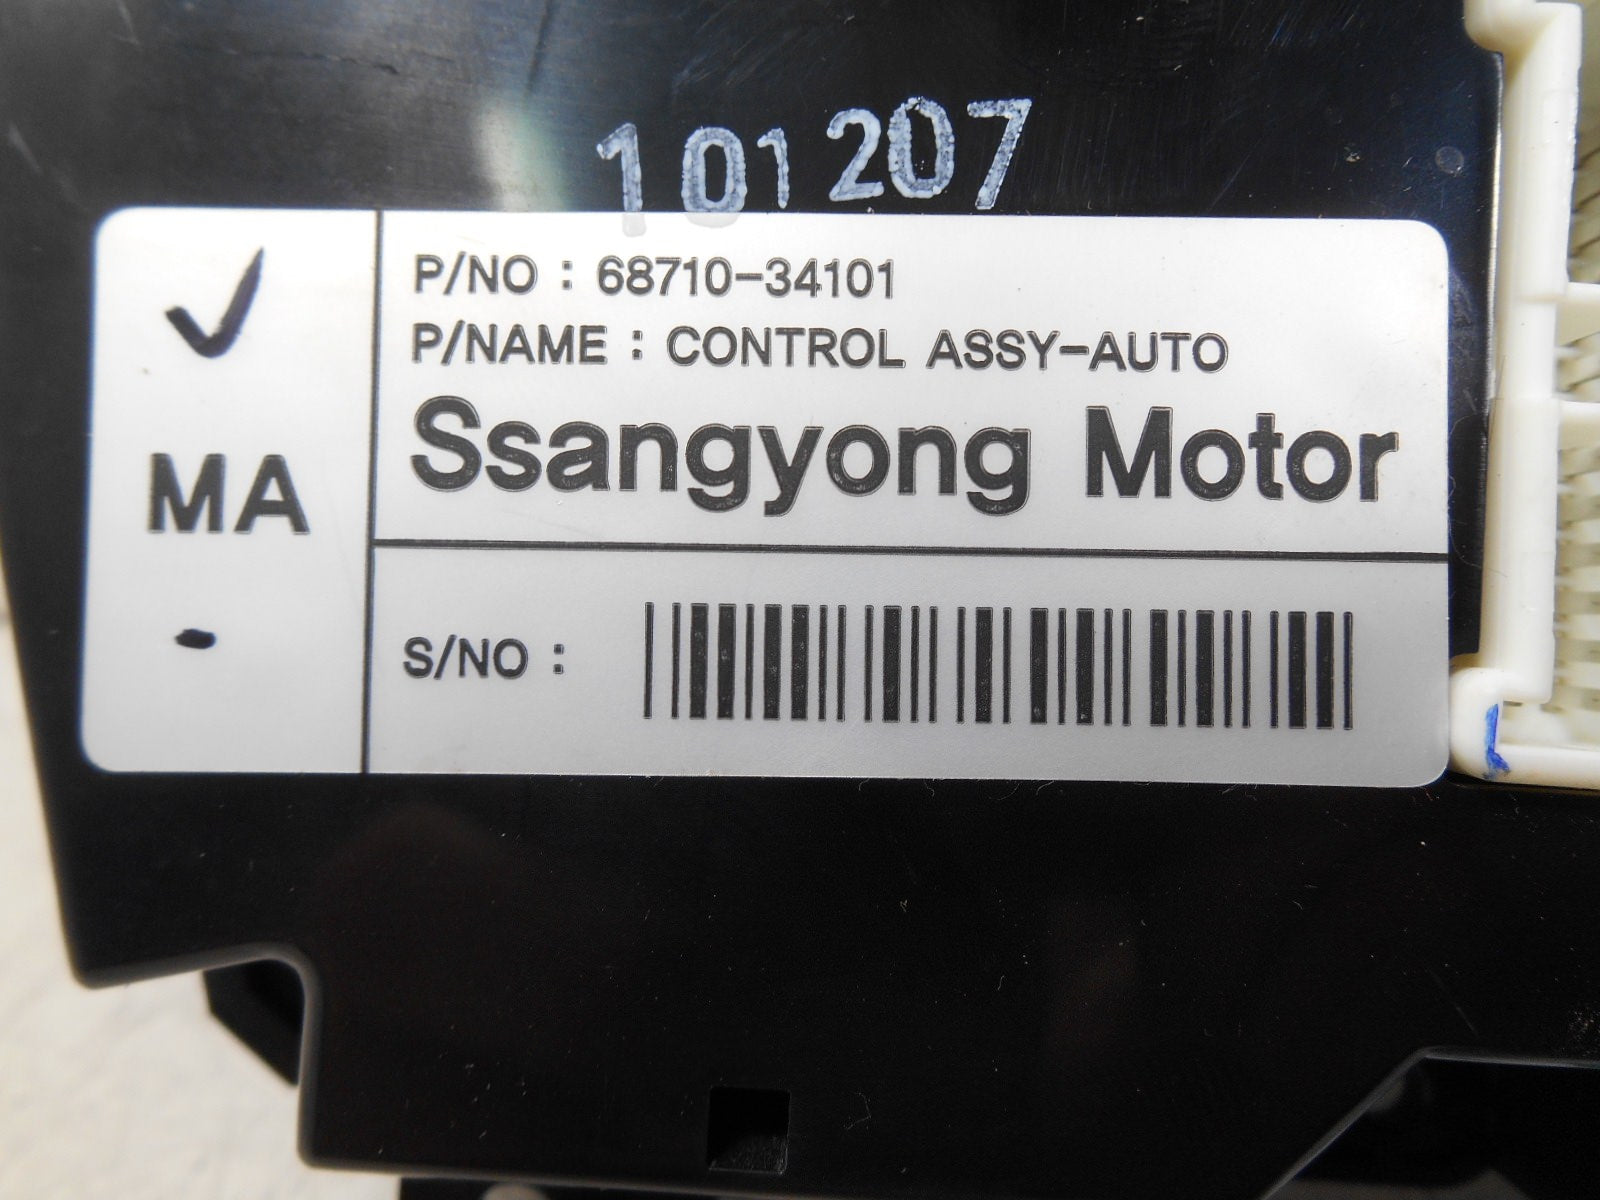 101207
P/NO : 68710-34101
P/NAME : CONTROL ASSY-AUTO
Ssangyong Motor
MA
-
S/NO :